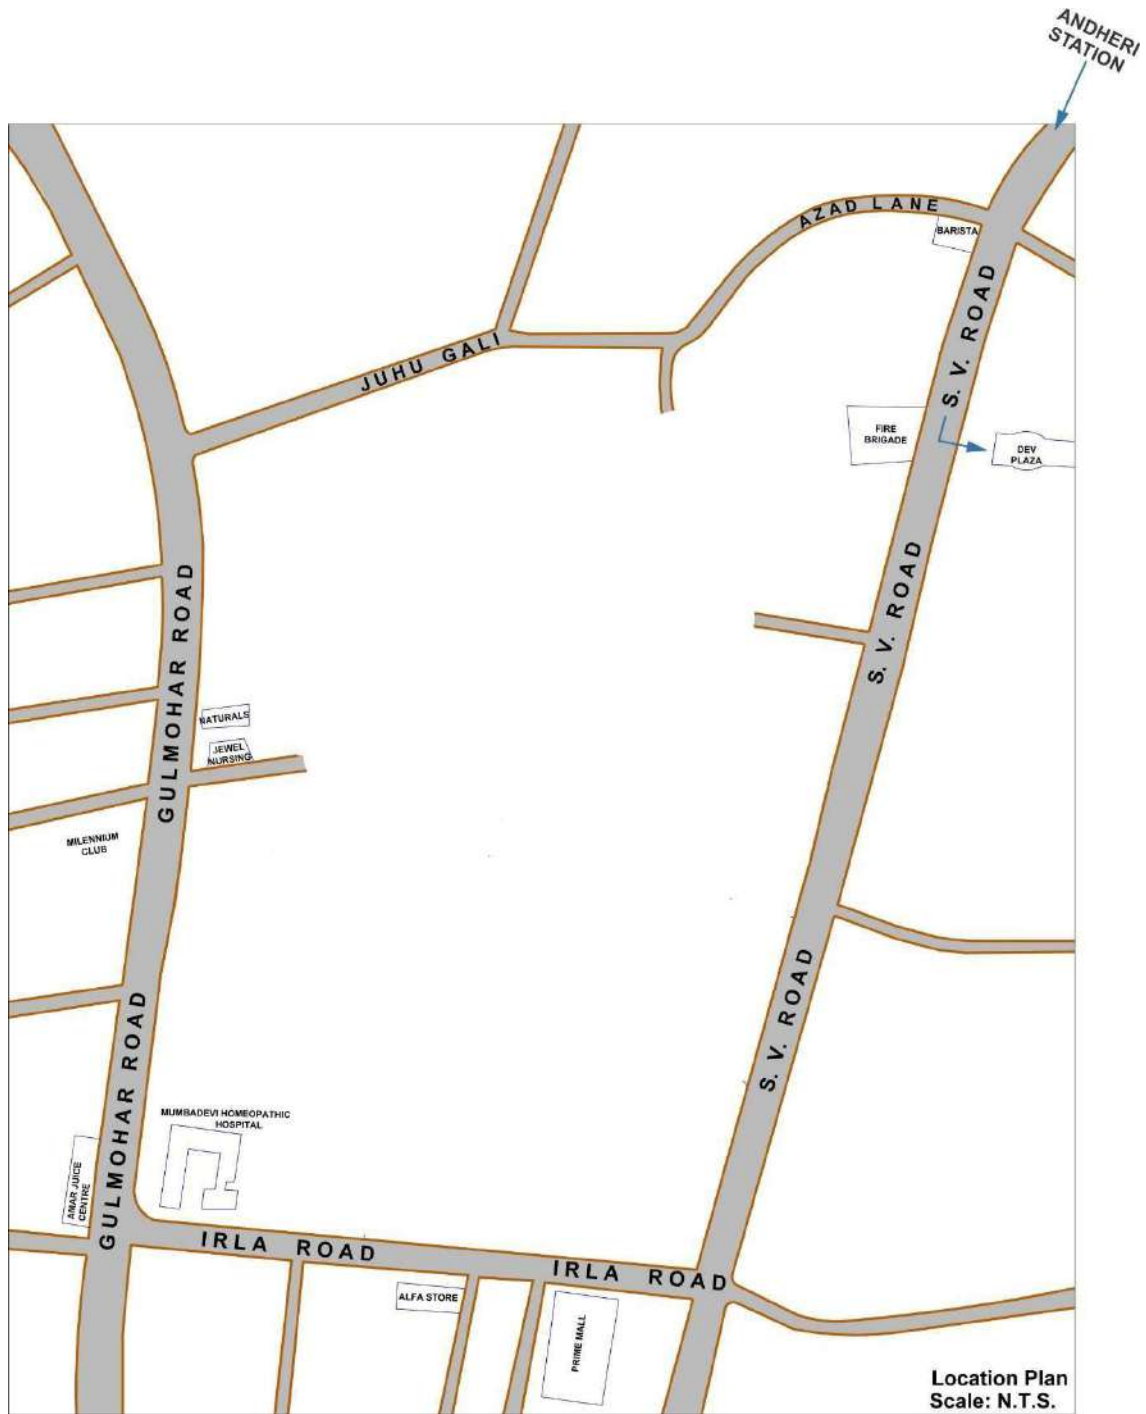 ANDHERI
STATION
AZAD LANE
BARISTA
S. V. ROAD
JUHU GALI
FIRE
BRIGADE
DEV
PLAZA
S. V. ROAD
GULMOHAR ROAD
NATURALS
JEWEL
NURSING
MILENNIUM
CLUB
S. V. ROAD
GULMOHAR ROAD
MUMBADEVI HOMEOPATHIC
HOSPITAL
AMAR JUICE
CENTRE
IRLA ROAD
IRLA ROAD
ALFA STORE
PRIME MALL
Location Plan
Scale: N.T.S.